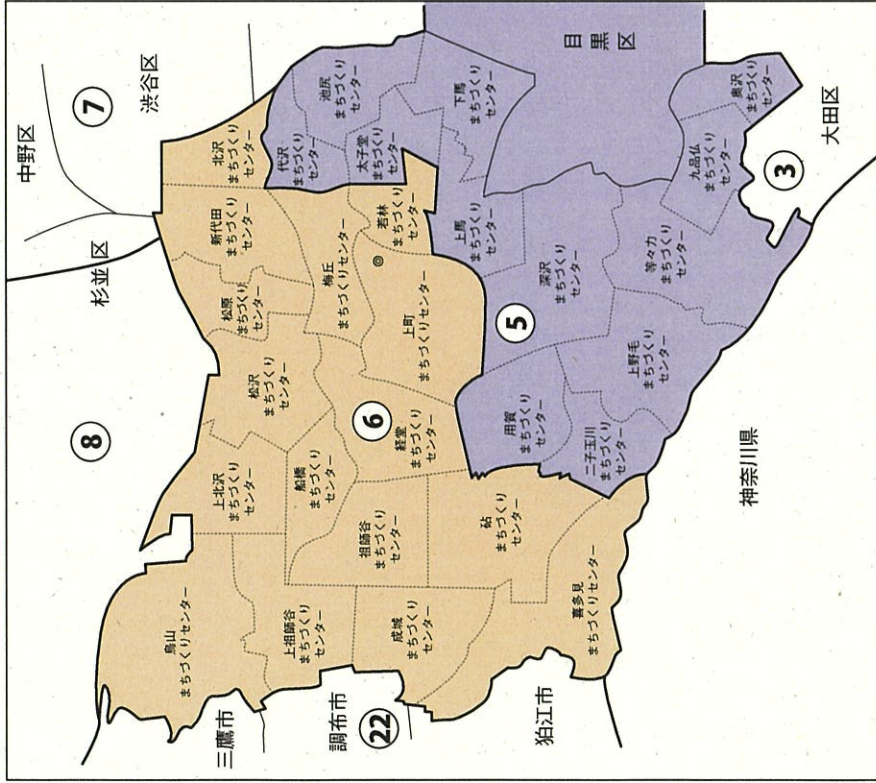 中野区
⑦
渋谷区
杉並区
⑧
三鷹市
調布市
㉒
狛江市
神奈川県
大田区
③
目黒区
⑤
⑥
◎
烏山
まちづくりセンター
上祖師谷
まちづくり
センター
成城
まちづくり
センター
喜多見
まちづくりセンター
砧
まちづくり
センター
祖師谷
まちづくり
センター
船橋
まちづくり
センター
上北沢
まちづくり
センター
経堂
まちづくり
センター
松沢
まちづくり
センター
松原
まちづくり
センター
新代田
まちづくり
センター
北沢
まちづくり
センター
梅丘
まちづくりセンター
上町
まちづくりセンター
若林
まちづくり
センター
代沢
まちづくり
センター
池尻
まちづくり
センター
太子堂
まちづくり
センター
下馬
まちづくり
センター
上馬
まちづくり
センター
深沢
まちづくり
センター
用賀
まちづくり
センター
二子玉川
まちづくり
センター
上野毛
まちづくり
センター
等々力
まちづくり
センター
九品仏
まちづくり
センター
奥沢
まちづくり
センター